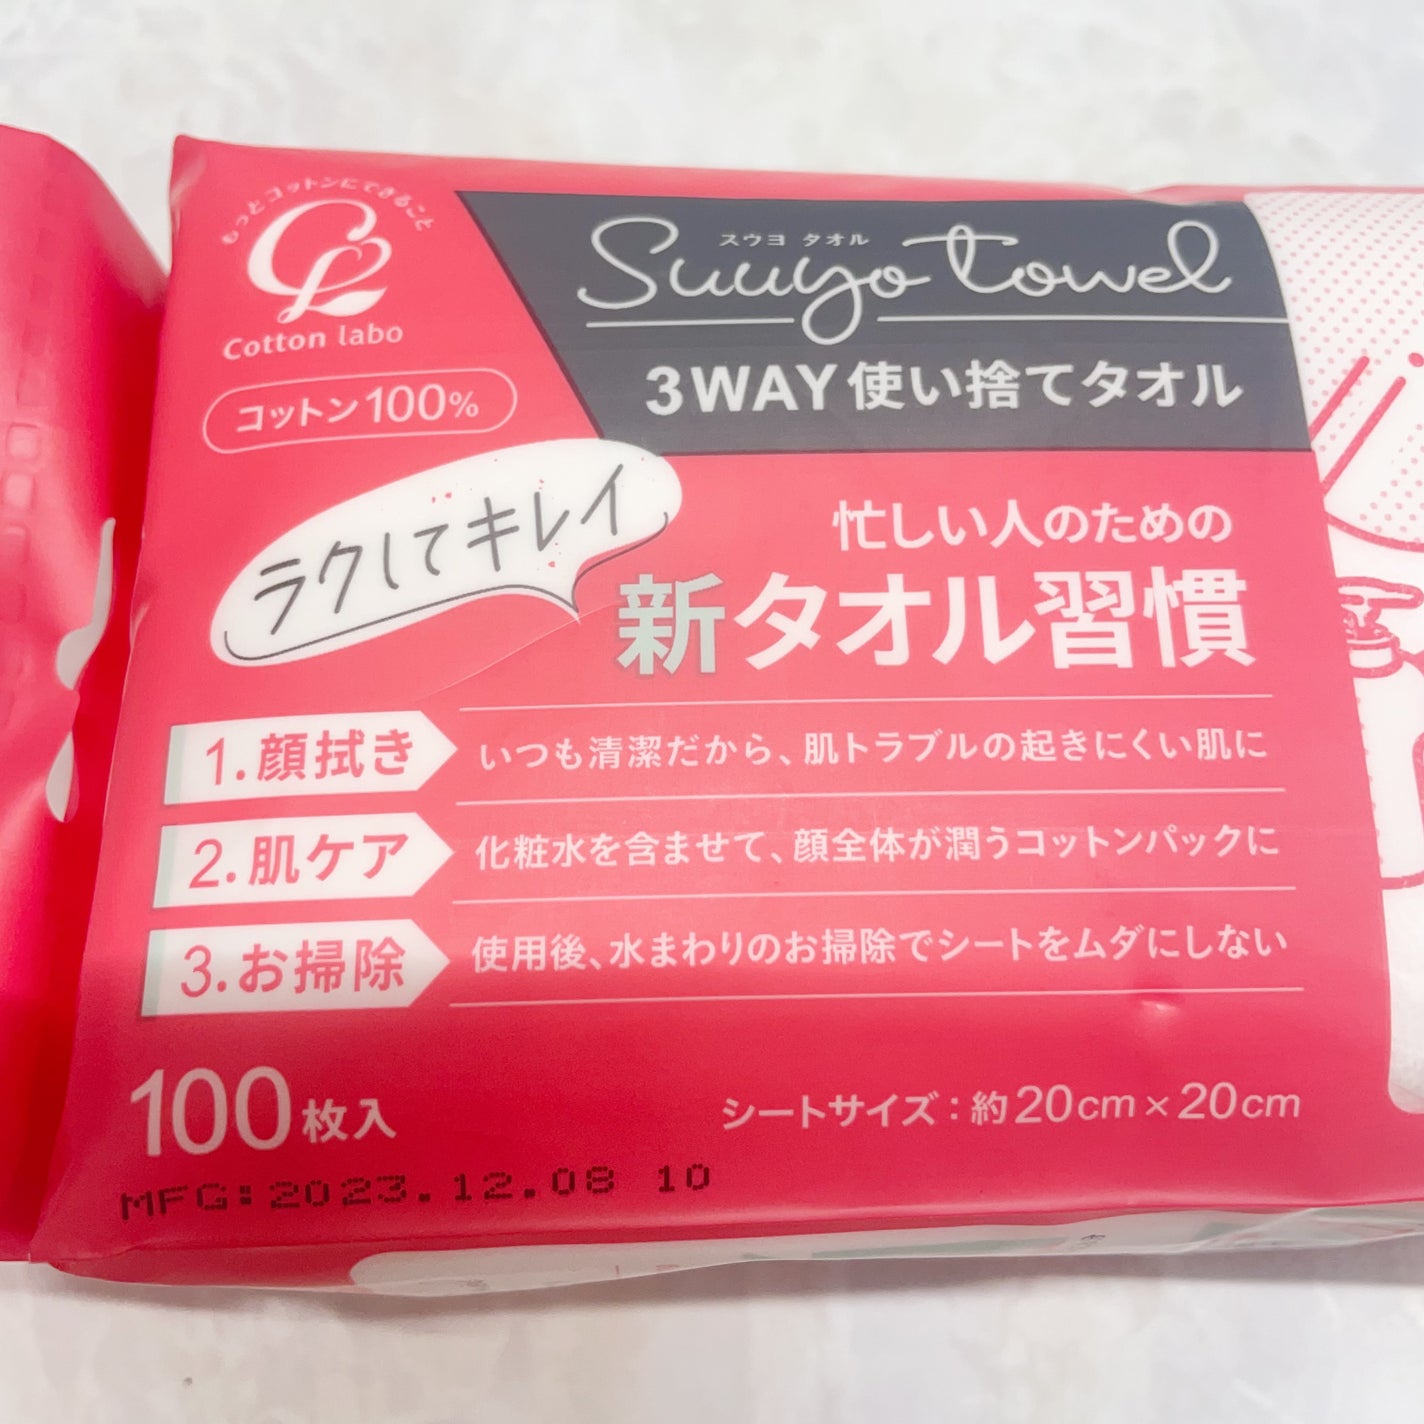 もっとコットンにできること
Cotton labo
コットン100%
スウヨ タオル
Suuyo towel
3WAY使い捨てタオル
ラクしてキレイ
忙しい人のための
新タオル習慣
1.顔拭き いつも清潔だから、肌トラブルの起きにくい肌に
2.肌ケア 化粧水を含ませて、顔全体が潤うコットンパックに
3.お掃除 使用後、水まわりのお掃除でシートをムダにしない
100枚入
シートサイズ:約20cm×20cm
MFG:2023.12.08 10